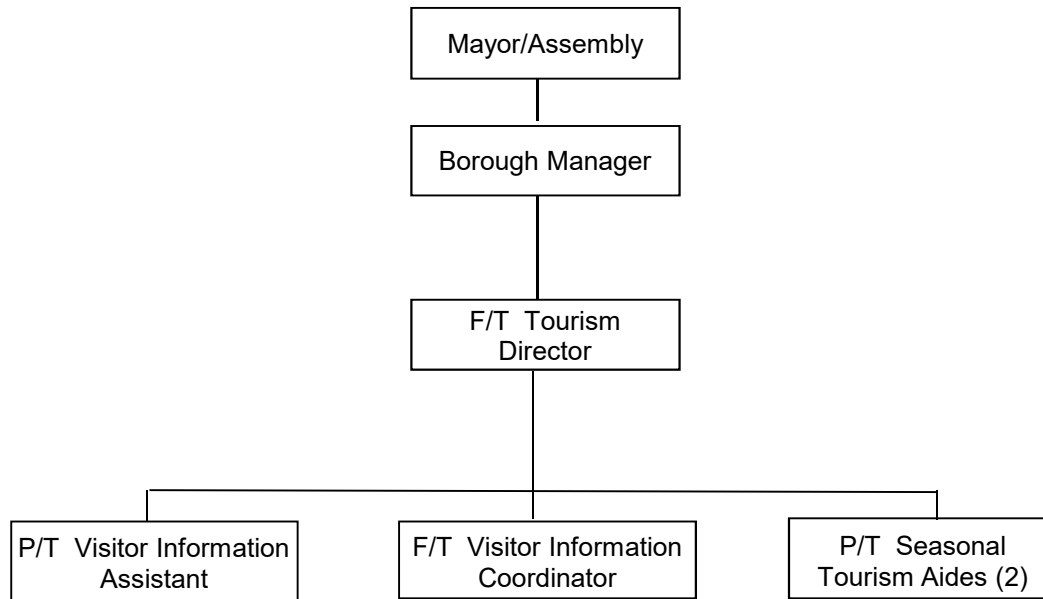 Mayor/Assembly
Borough Manager
F/T Tourism
Director
P/T Visitor Information
Assistant
F/T Visitor Information
Coordinator
P/T Seasonal
Tourism Aides (2)